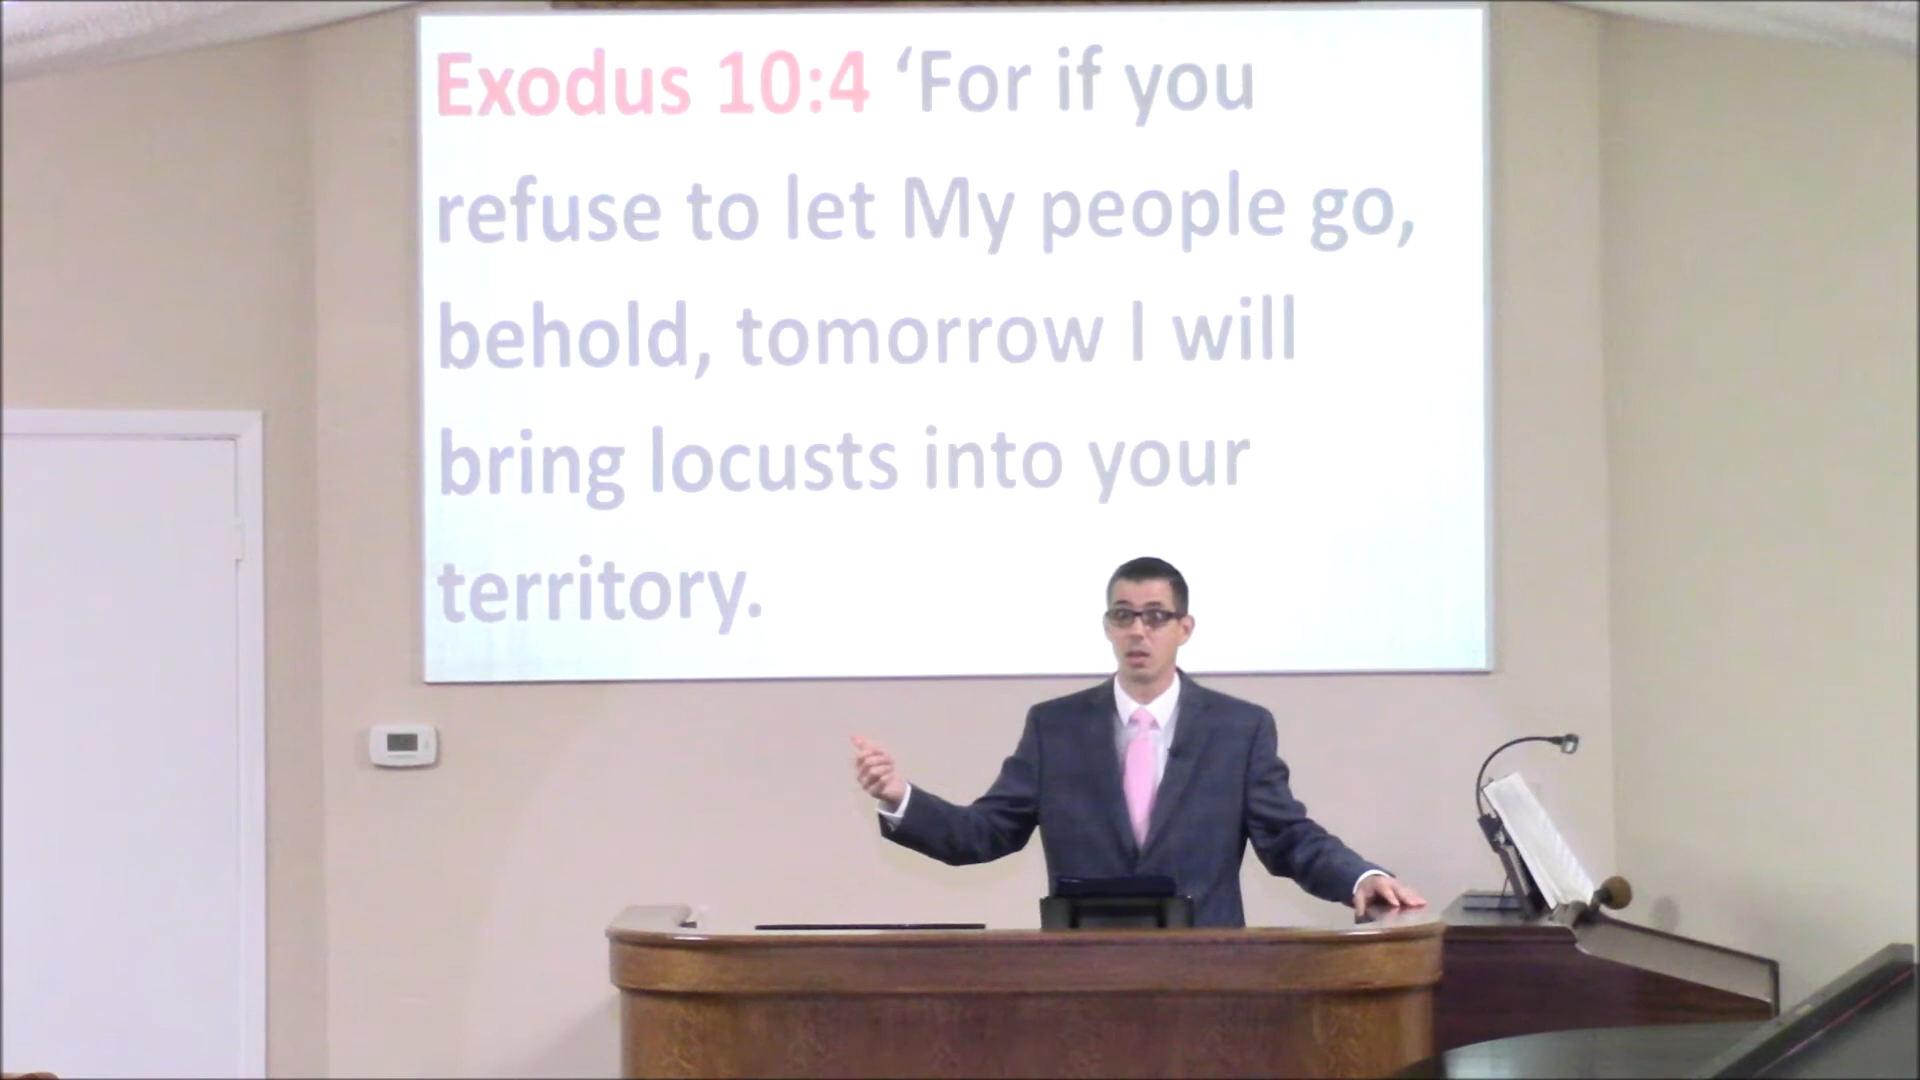 Exodus 10:4 ‘For if you
refuse to let My people go,
behold, tomorrow I will
bring locusts into your
territory.